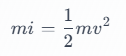 mi = \frac{1}{2}mv^2